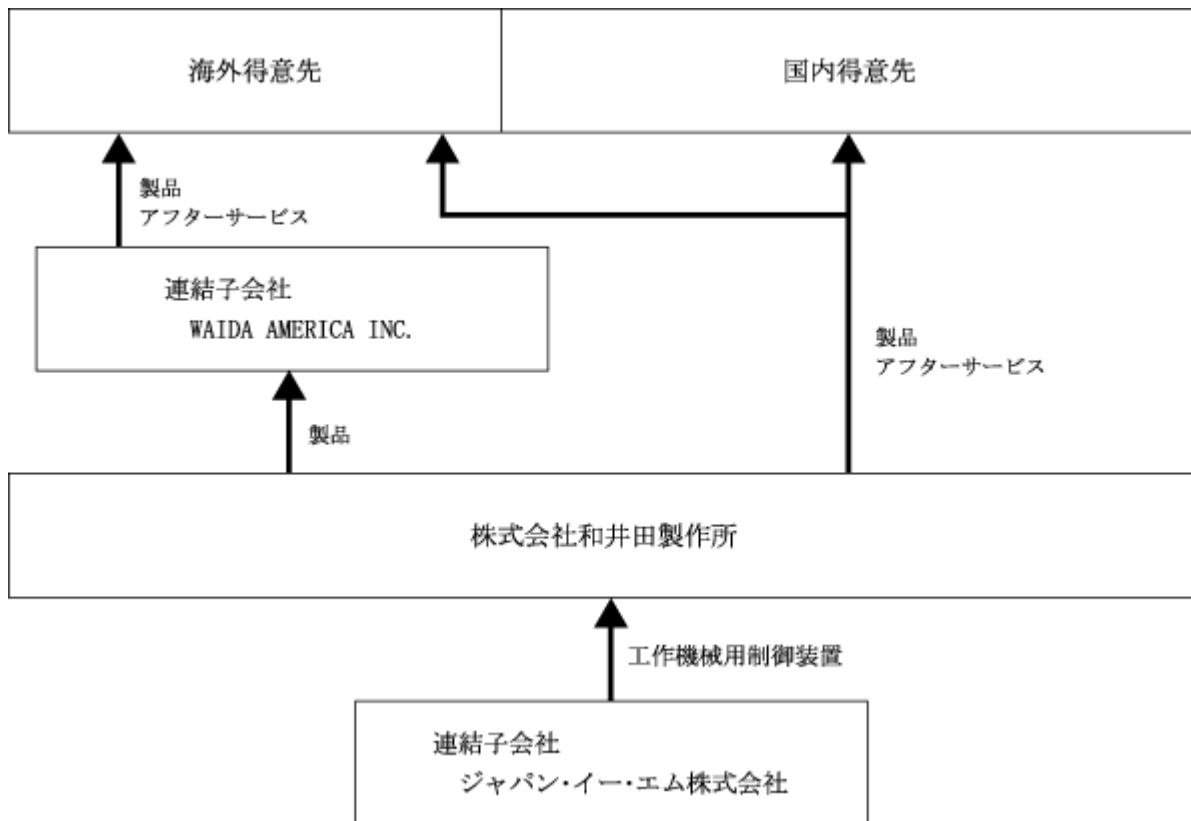 海外得意先
国内得意先
製品
アフターサービス
連結子会社
WAIDA AMERICA INC.
製品
アフターサービス
製品
株式会社和井田製作所
工作機械用制御装置
連結子会社
ジャパン・イー・エム株式会社